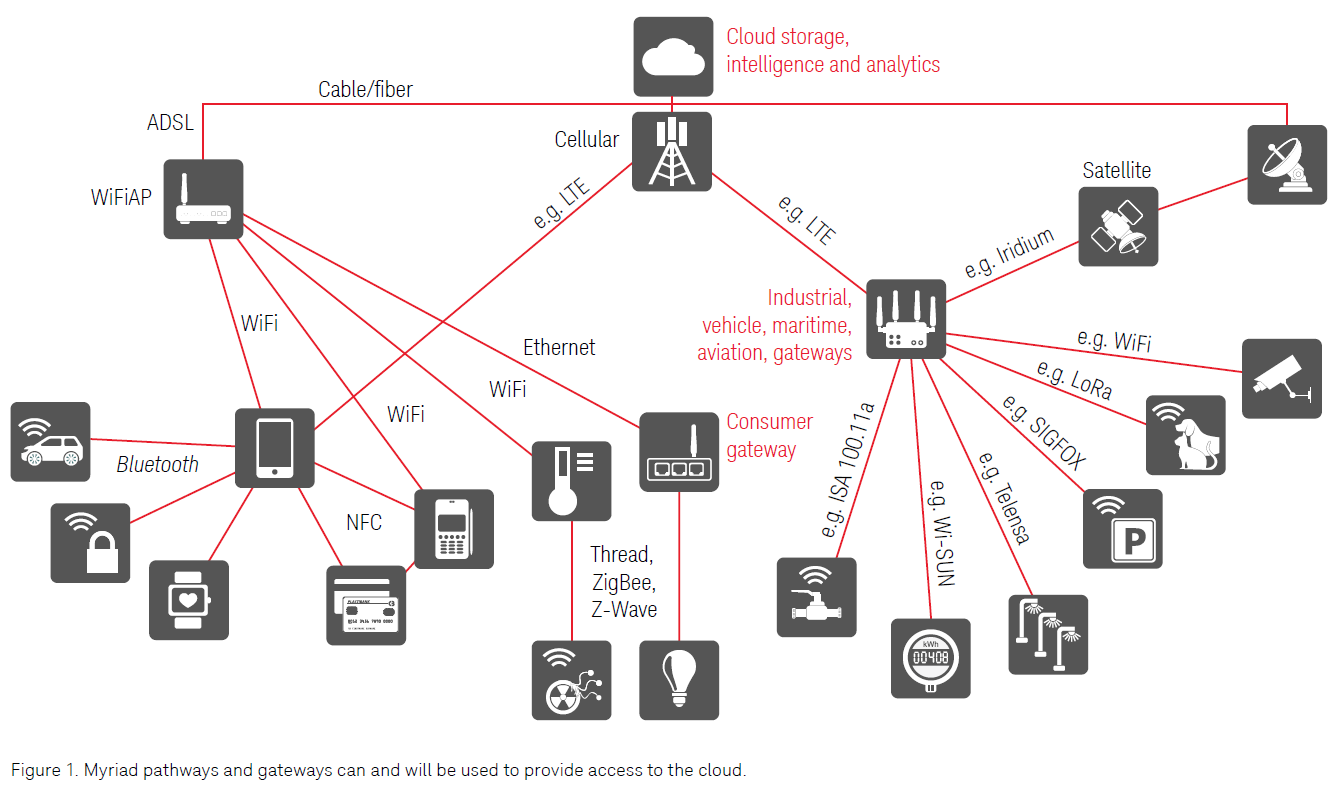 Cloud storage,
intelligence and analytics
Cable/fiber
ADSL
Cellular
WiFiAP
Satellite
e.g. LTE
e.g. LTE
e.g. Iridium
Industrial,
vehicle, maritime,
aviation, gateways
WiFi
Ethernet
WiFi
WiFi
e.g. WiFi
e.g. LoRa
e.g. SIGFOX
e.g. Telensa
e.g. Wi-SUN
e.g. ISA 100.11a
Consumer
gateway
Bluetooth
NFC
P
Thread,
ZigBee,
Z-Wave
kWh
00408
Figure 1. Myriad pathways and gateways can and will be used to provide access to the cloud.